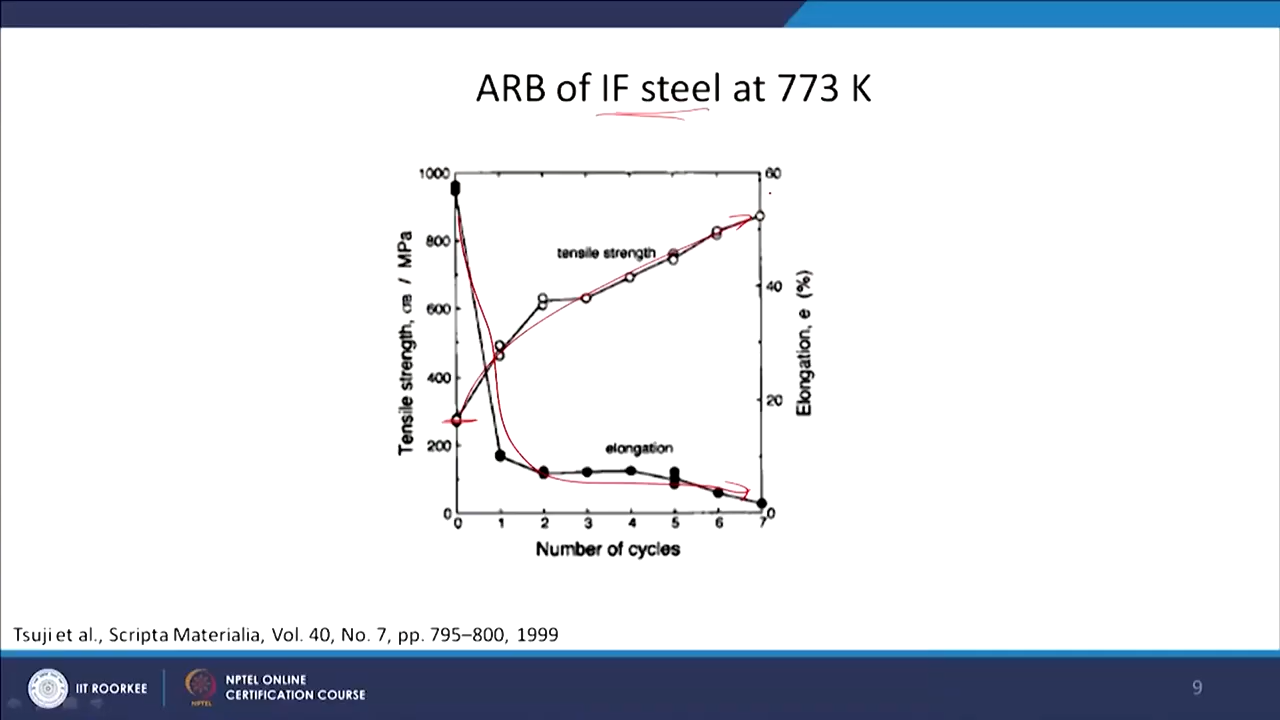 ARB of IF steel at 773 K
1000
800
600
400
200
0
Tensile strength, σB / MPa
tensile strength
elongation
60
40
20
0
Elongation, e (%)
0 1 2 3 4 5 6 7
Number of cycles
Tsuji et al., Scripta Materialia, Vol. 40, No. 7, pp. 795–800, 1999
IIT ROORKEE
NPTEL
NPTEL ONLINE
CERTIFICATION COURSE
9